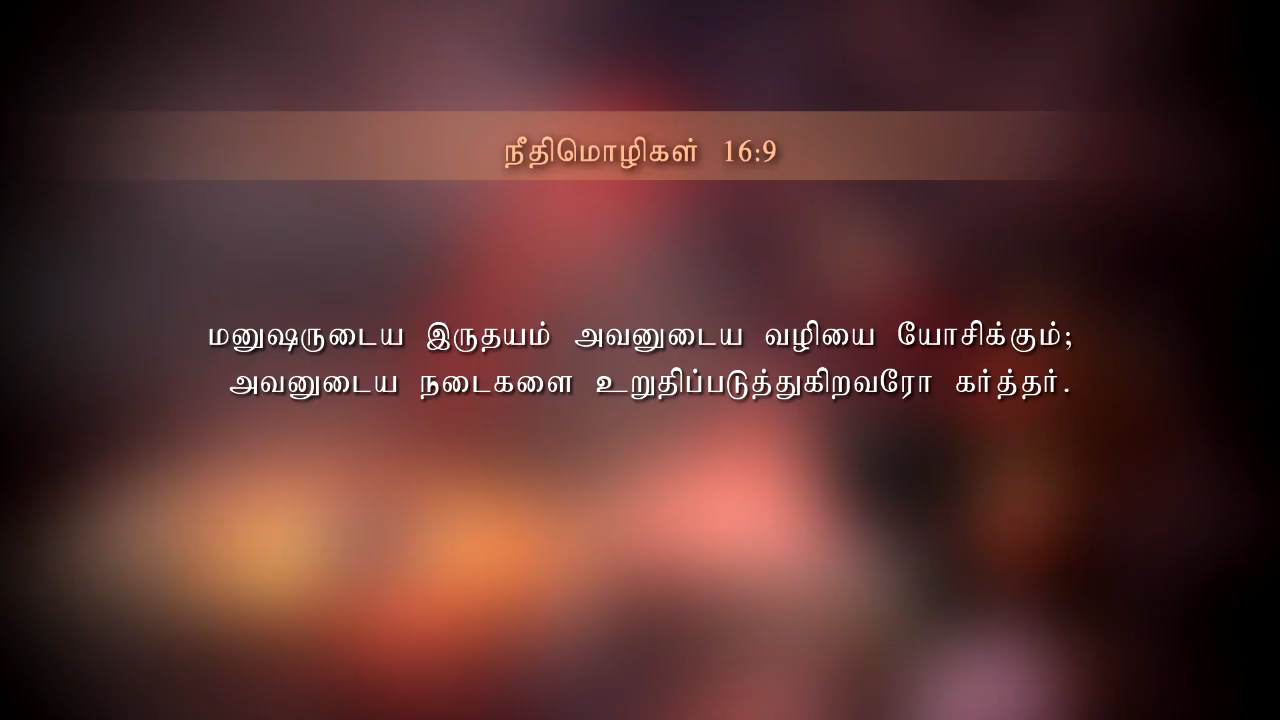 நீதிமொழிகள் 16:9
மனுஷருடைய இருதயம் அவனுடைய வழியை யோசிக்கும்;
அவனுடைய நடைகளை உறுதிப்படுத்துகிறவரோ கர்த்தர்.